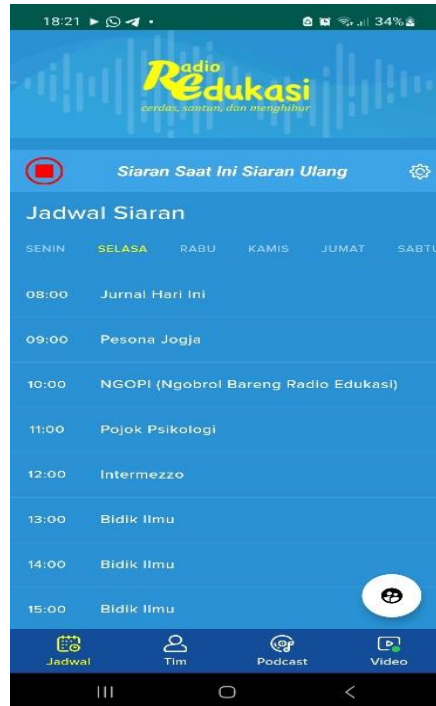 18:21 34%
Radio
Edukasi
cerdas, santun, dan menghibur
Siaran Saat Ini Siaran Ulang
Jadwal Siaran
SENIN SELASA RABU KAMIS JUMAT SABTU
08:00 Jurnal Hari Ini
09:00 Pesona Jogja
10:00 NGOPI (Ngobrol Bareng Radio Edukasi)
11:00 Pojok Psikologi
12:00 Intermezzo
13:00 Bidik Ilmu
14:00 Bidik Ilmu
15:00 Bidik Ilmu
Jadwal Tim Podcast Video